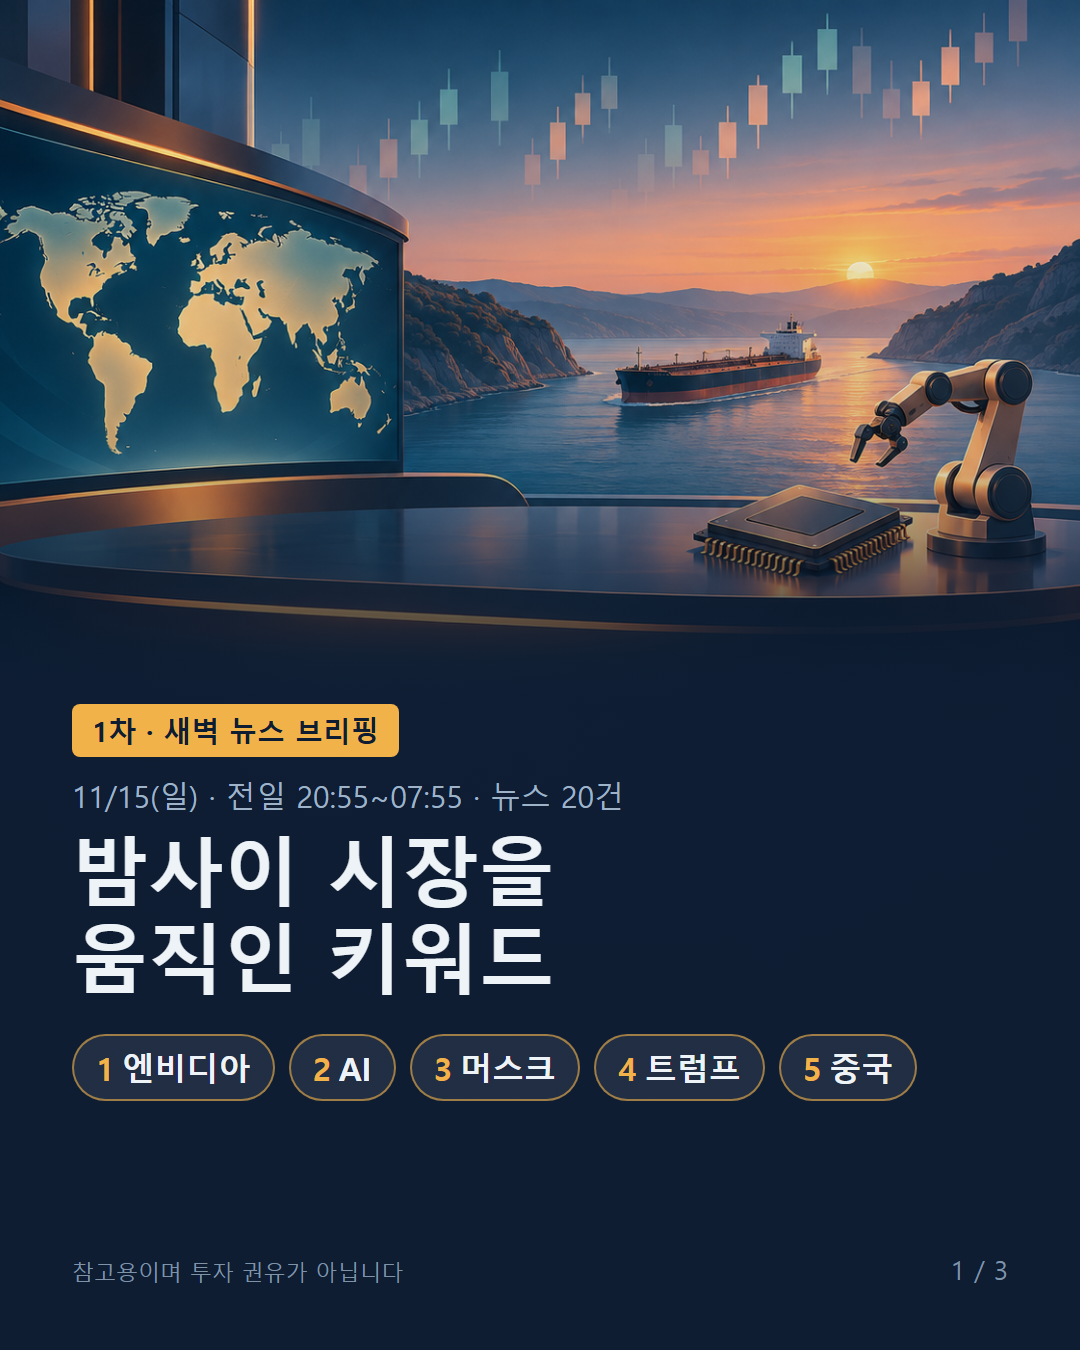 1차 · 새벽 뉴스 브리핑
11/15(일) · 전일 20:55~07:55 · 뉴스 20건
밤사이 시장을
움직인 키워드
1 엔비디아 2 AI 3 머스크 4 트럼프 5 중국
참고용이며 투자 권유가 아닙니다 1 / 3